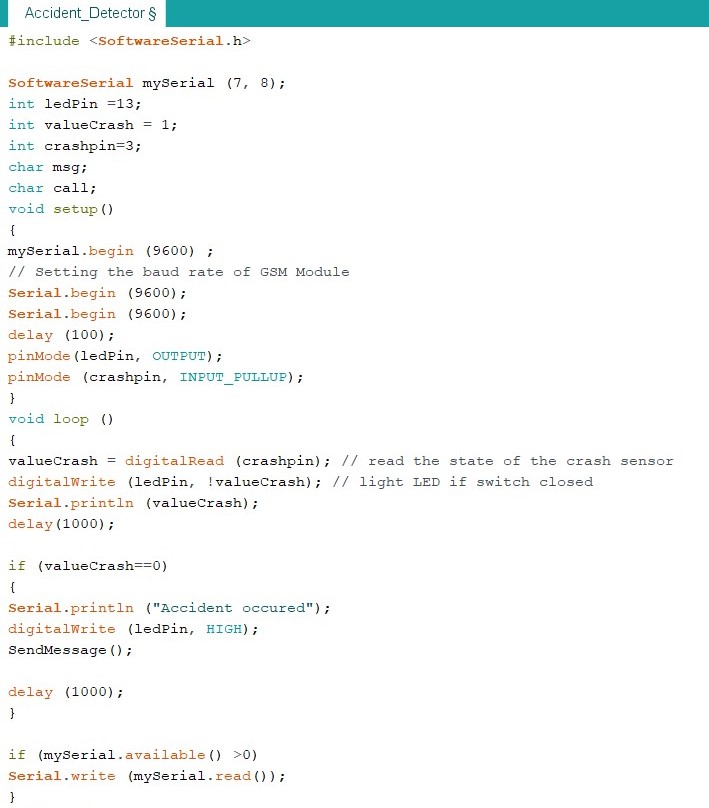 Accident_Detector §
#include <SoftwareSerial.h>
SoftwareSerial mySerial (7, 8);
int ledPin =13;
int valueCrash = 1;
int crashpin=3;
char msg;
char call;
void setup()
{
mySerial.begin (9600) ;
// Setting the baud rate of GSM Module
Serial.begin (9600);
Serial.begin (9600);
delay (100);
pinMode(ledPin, OUTPUT);
pinMode (crashpin, INPUT_PULLUP);
}
void loop ()
{
valueCrash = digitalRead (crashpin); // read the state of the crash sensor
digitalWrite (ledPin, !valueCrash); // light LED if switch closed
Serial.println (valueCrash);
delay(1000);
if (valueCrash==0)
{
Serial.println ("Accident occured");
digitalWrite (ledPin, HIGH);
SendMessage();
delay (1000);
}
if (mySerial.available() >0)
Serial.write (mySerial.read());
}